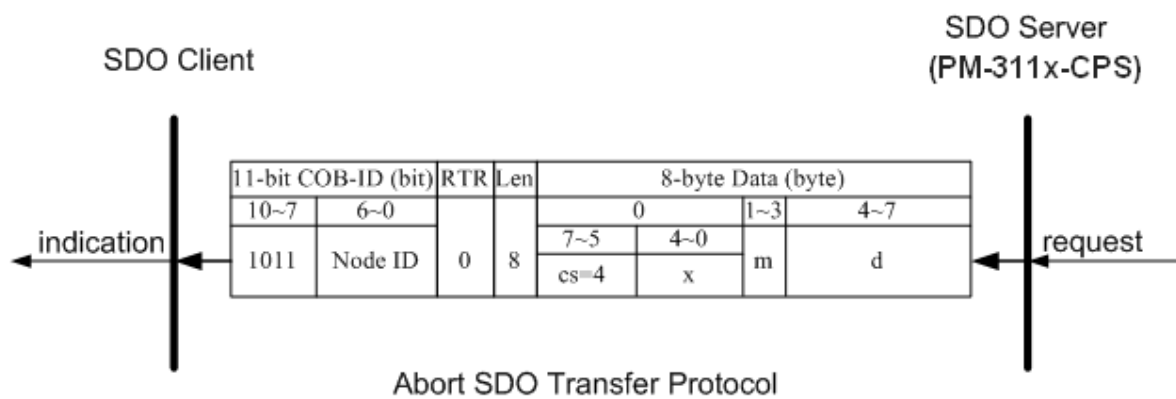 SDO Client
SDO Server
(PM-311x-CPS)
11-bit COB-ID (bit) RTR Len 8-byte Data (byte)
10~7 6~0 0 1~3 4~7
indication 1011 Node ID 0 8 7~5 4~0 m d request
cs=4 x
Abort SDO Transfer Protocol